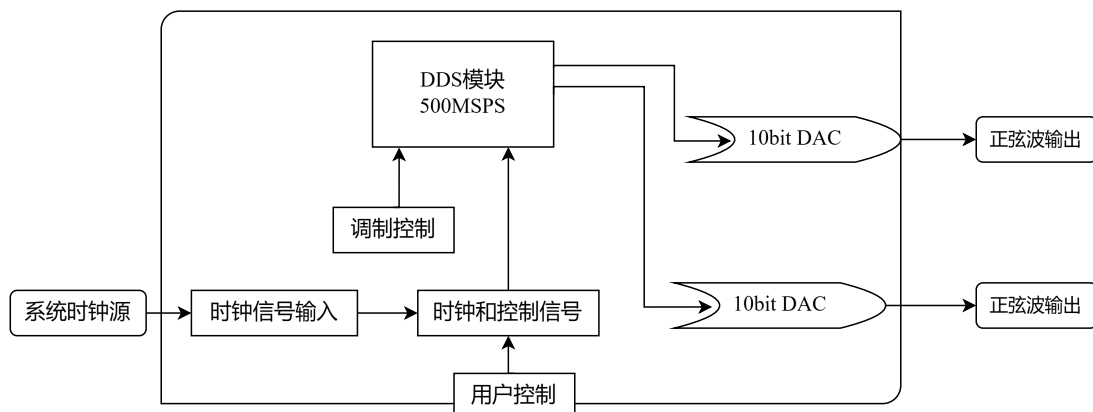 DDS模块
500MSPS
10bit DAC
正弦波输出
调制控制
系统时钟源
时钟信号输入
时钟和控制信号
10bit DAC
正弦波输出
用户控制